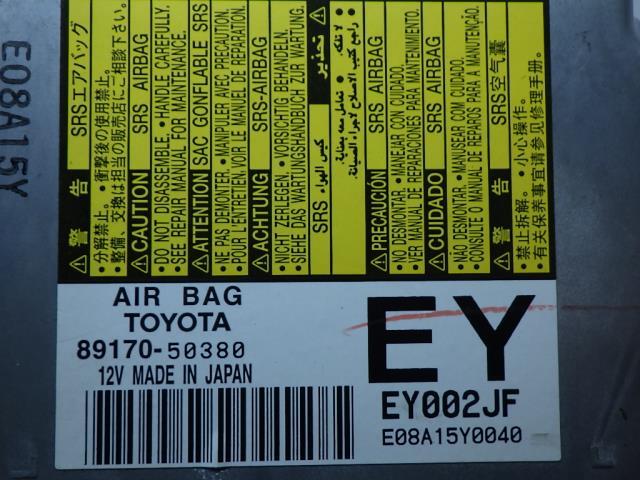 E08A15Y
警告 SRSエアバッグ
・分解禁止。・衝撃後の使用禁止。
・整備、交換は担当の販売店にご相談下さい。
CAUTION SRS AIRBAG
・DO NOT DISASSEMBLE.・HANDLE CAREFULLY.
・SEE REPAIR MANUAL FOR MAINTENANCE.
ATTENTION SAC GONFLABLE SRS
・NE PAS DEMONTER.・MANIPULER AVEC PRECAUTION.
・POUR L'ENTRETIEN, VOIR LE MANUEL DE REPARATION.
ACHTUNG SRS-AIRBAG
・NICHT ZERLEGEN.・VORSICHTIG BEHANDELN.
・SIEHE DAS WARTUNGSHANDBUCH ZUR WARTUNG.
تحذير كيس الهواء SRS
PRECAUCIÓN SRS AIRBAG
・NO DESMONTAR.・MANEJAR CON CUIDADO.
・VER MANUAL DE REPARACIONES PARA MANTENIMIENTO.
CUIDADO SRS AIRBAG
・NÃO DESMONTAR.・MANUSEAR COM CUIDADO.
・CONSULTE O MANUAL DE REPAROS PARA A MANUTENÇÃO.
警告 SRS空气囊
・禁止拆解。・小心操作。
・有关保养事宜请参见修理手册。
AIR BAG
TOYOTA
89170-50380
12V MADE IN JAPAN
EY
EY002JF
E08A15Y0040